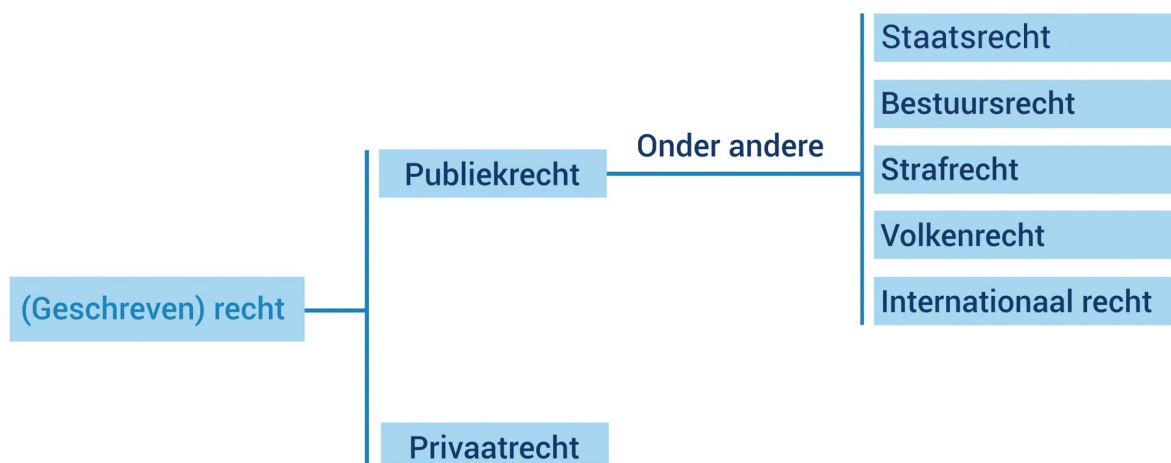 (Geschreven) recht
Publiekrecht
Onder andere
Staatsrecht
Bestuursrecht
Strafrecht
Volkenrecht
Internationaal recht
Privaatrecht